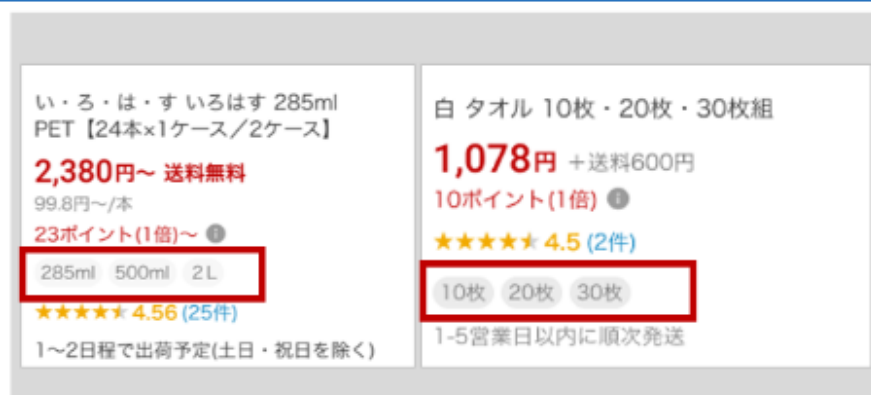 い・ろ・は・す いろはす 285ml
PET【24本×1ケース／2ケース】
2,380円～ 送料無料
99.8円～/本
23ポイント(1倍)～
285ml 500ml 2L
★★★★★ 4.56 (25件)
1～2日程で出荷予定(土日・祝日を除く)
白 タオル 10枚・20枚・30枚組
1,078円 +送料600円
10ポイント(1倍)
★★★★★ 4.5 (2件)
10枚 20枚 30枚
1-5営業日以内に順次発送